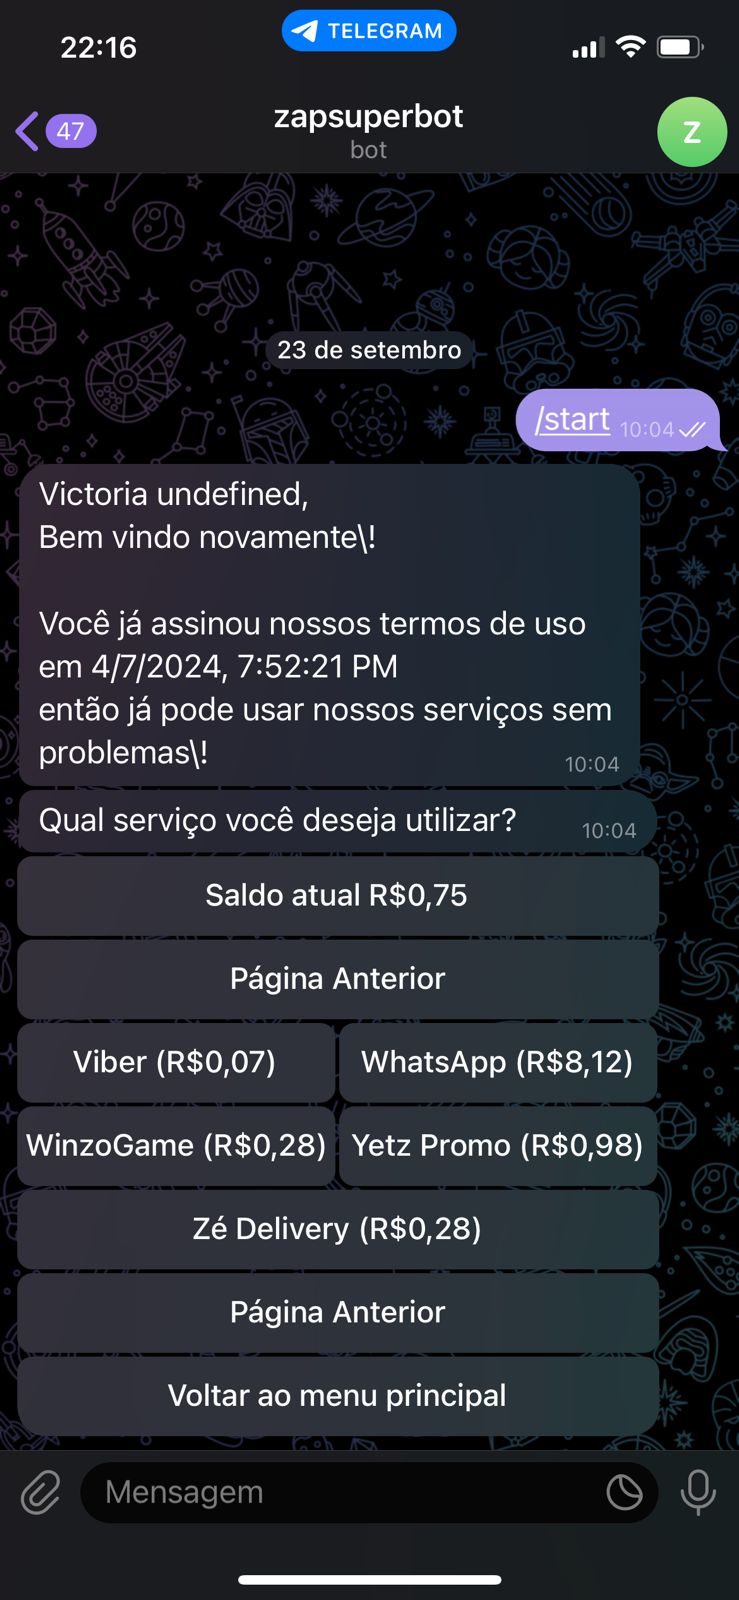 22:16
TELEGRAM
47
zapsuperbot
bot
Z
23 de setembro
/start 10:04
Victoria undefined,
Bem vindo novamente\!
Você já assinou nossos termos de uso
em 4/7/2024, 7:52:21 PM
então já pode usar nossos serviços sem
problemas\!
10:04
Qual serviço você deseja utilizar?
10:04
Saldo atual R$0,75
Página Anterior
Viber (R$0,07)
WhatsApp (R$8,12)
WinzoGame (R$0,28)
Yetz Promo (R$0,98)
Zé Delivery (R$0,28)
Página Anterior
Voltar ao menu principal
Mensagem